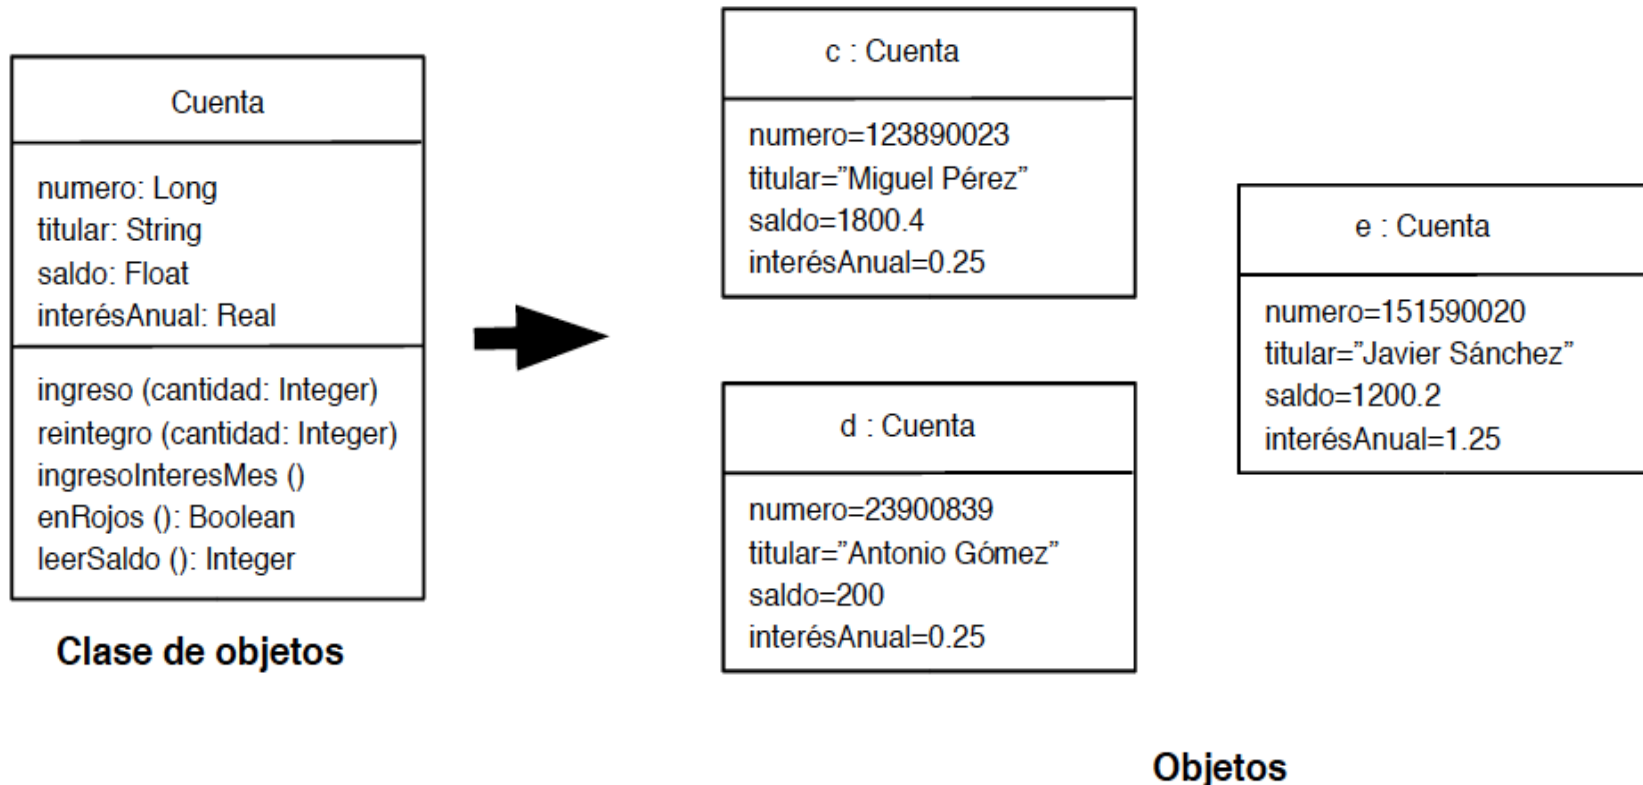 Cuenta
numero: Long
titular: String
saldo: Float
interésAnual: Real
ingreso (cantidad: Integer)
reintegro (cantidad: Integer)
ingresoInteresMes ()
enRojos (): Boolean
leerSaldo (): Integer
Clase de objetos
c : Cuenta
numero=123890023
titular=”Miguel Pérez”
saldo=1800.4
interésAnual=0.25
d : Cuenta
numero=23900839
titular=”Antonio Gómez”
saldo=200
interésAnual=0.25
e : Cuenta
numero=151590020
titular=”Javier Sánchez”
saldo=1200.2
interésAnual=1.25
Objetos